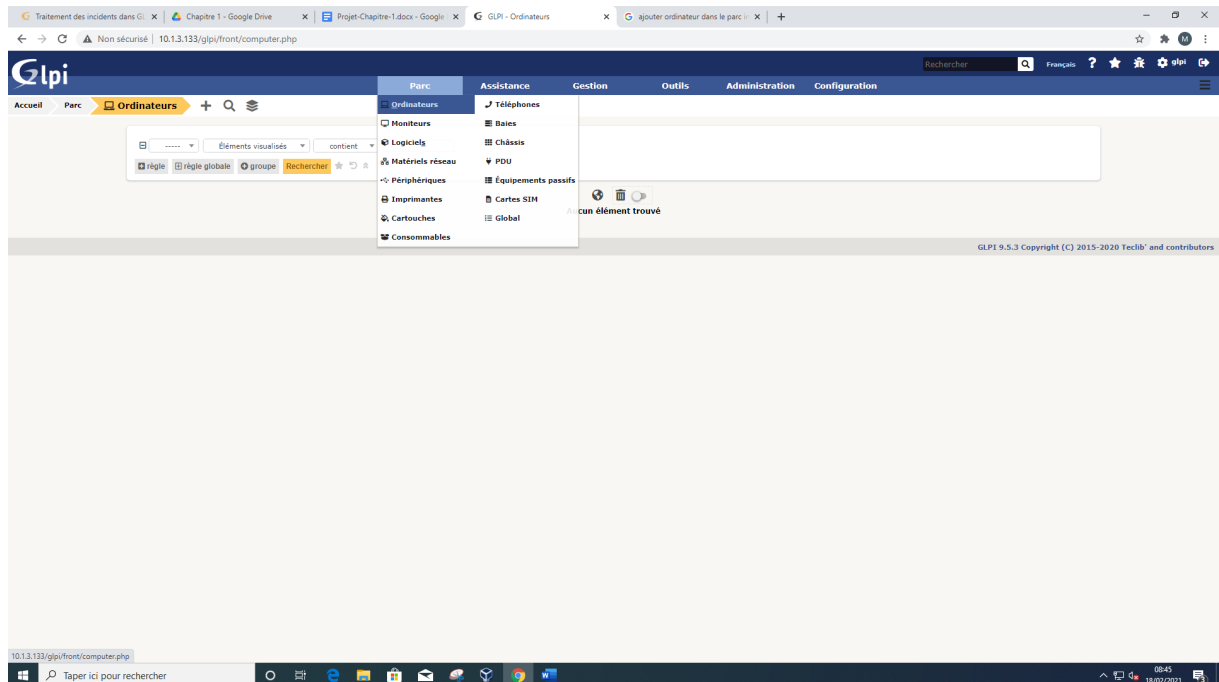 Traitement des incidents dans GL
Chapitre 1 - Google Drive
Projet-Chapitre-1.docx - Google
GLPI - Ordinateurs
ajouter ordinateur dans le parc i
Non sécurisé | 10.1.3.133/glpi/front/computer.php
M
Glpi
Rechercher
Français ? glpi
Parc Assistance Gestion Outils Administration Configuration
Accueil Parc Ordinateurs
Ordinateurs Téléphones
Moniteurs Baies
----- Éléments visualisés contient
Logiciels Châssis
règle règle globale groupe Rechercher
Matériels réseau PDU
Périphériques Équipements passifs
Imprimantes Cartes SIM
Cartouches Global
cun élément trouvé
Consommables
GLPI 9.5.3 Copyright (C) 2015-2020 Teclib' and contributors
10.1.3.133/glpi/front/computer.php
Taper ici pour rechercher
08:45
18/02/2021